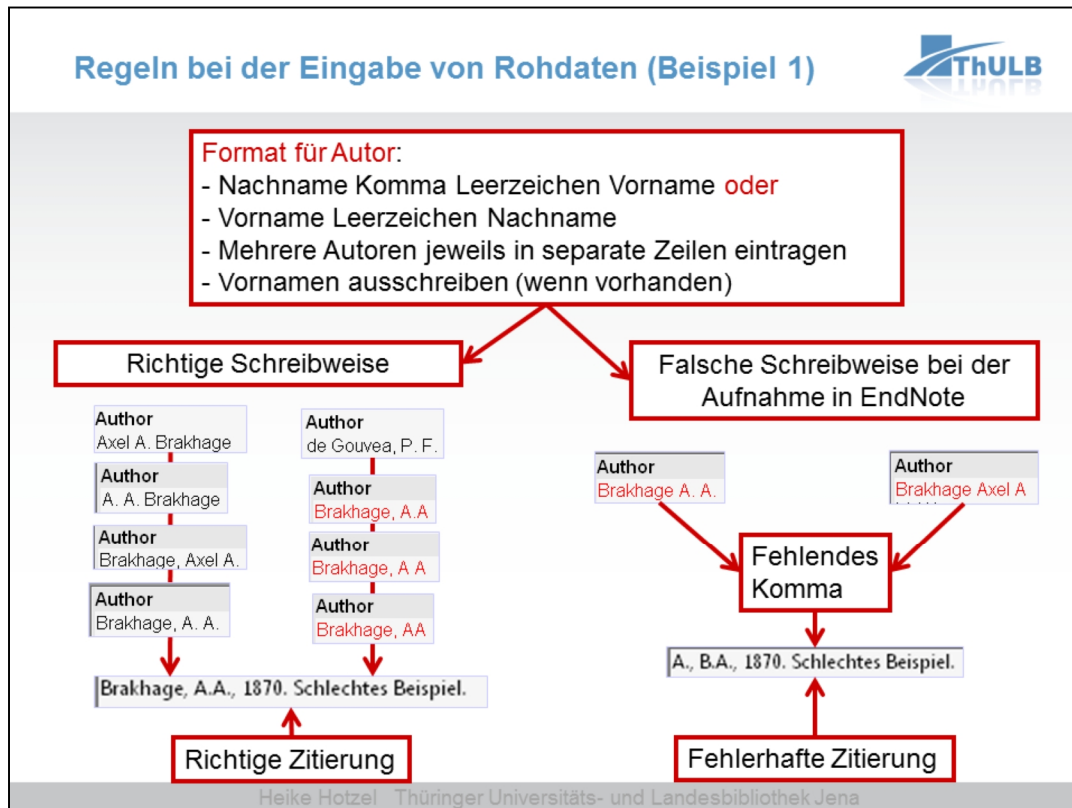 Regeln bei der Eingabe von Rohdaten (Beispiel 1)
ThULB
Format für Autor:
- Nachname Komma Leerzeichen Vorname oder
- Vorname Leerzeichen Nachname
- Mehrere Autoren jeweils in separate Zeilen eintragen
- Vornamen ausschreiben (wenn vorhanden)
Richtige Schreibweise
Author
Axel A. Brakhage
Author
A. A. Brakhage
Author
Brakhage, Axel A.
Author
Brakhage, A. A.
Author
de Gouvea, P. F.
Author
Brakhage, A.A
Author
Brakhage, A A
Author
Brakhage, AA
Brakhage, A.A., 1870. Schlechtes Beispiel.
Richtige Zitierung
Falsche Schreibweise bei der
Aufnahme in EndNote
Author
Brakhage A. A.
Author
Brakhage Axel A
Fehlendes
Komma
A., B.A., 1870. Schlechtes Beispiel.
Fehlerhafte Zitierung
Heike Hotzel Thüringer Universitäts- und Landesbibliothek Jena